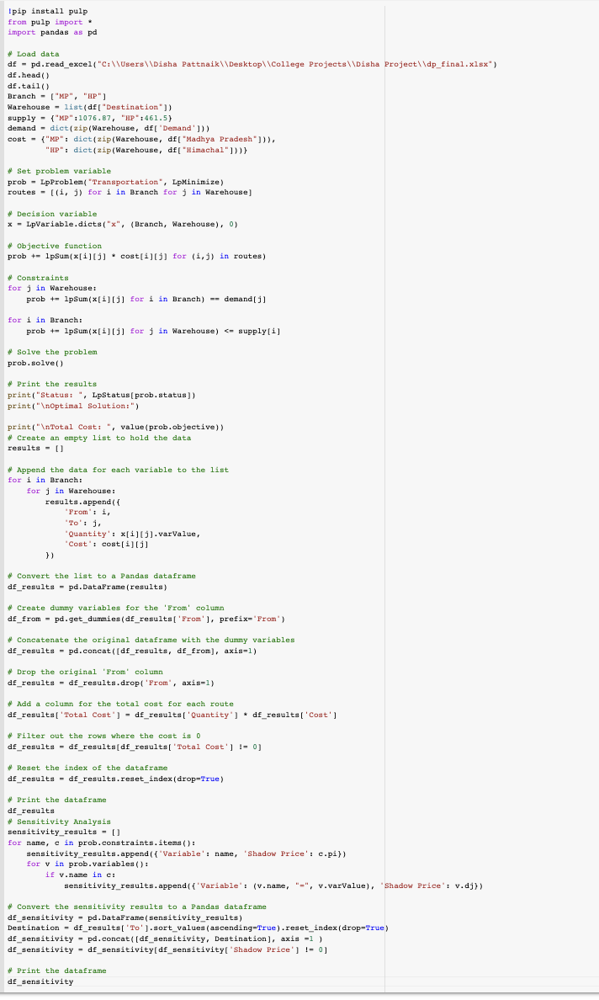 !pip install pulp
from pulp import *
import pandas as pd

# Load data
df = pd.read_excel("C:\\Users\\Disha Pattnaik\\Desktop\\College Projects\\Disha Project\\dp_final.xlsx")
df.head()
df.tail()
Branch = ["MP", "HP"]
Warehouse = list(df["Destination"])
supply = {"MP":1076.87, "HP":461.5}
demand = dict(zip(Warehouse, df['Demand']))
cost = {"MP": dict(zip(Warehouse, df["Madhya Pradesh"])),
        "HP": dict(zip(Warehouse, df["Himachal"]))}

# Set problem variable
prob = LpProblem("Transportation", LpMinimize)
routes = [(i, j) for i in Branch for j in Warehouse]

# Decision variable
x = LpVariable.dicts("x", (Branch, Warehouse), 0)

# Objective function
prob += lpSum(x[i][j] * cost[i][j] for (i,j) in routes)

# Constraints
for j in Warehouse:
    prob += lpSum(x[i][j] for i in Branch) == demand[j]

for i in Branch:
    prob += lpSum(x[i][j] for j in Warehouse) <= supply[i]

# Solve the problem
prob.solve()

# Print the results
print("Status: ", LpStatus[prob.status])
print("\nOptimal Solution:")

print("\nTotal Cost: ", value(prob.objective))
# Create an empty list to hold the data
results = []

# Append the data for each variable to the list
for i in Branch:
    for j in Warehouse:
        results.append({
            'From': i,
            'To': j,
            'Quantity': x[i][j].varValue,
            'Cost': cost[i][j]
        })

# Convert the list to a Pandas dataframe
df_results = pd.DataFrame(results)

# Create dummy variables for the 'From' column
df_from = pd.get_dummies(df_results['From'], prefix='From')

# Concatenate the original dataframe with the dummy variables
df_results = pd.concat([df_results, df_from], axis=1)

# Drop the original 'From' column
df_results = df_results.drop('From', axis=1)

# Add a column for the total cost for each route
df_results['Total Cost'] = df_results['Quantity'] * df_results['Cost']

# Filter out the rows where the cost is 0
df_results = df_results[df_results['Total Cost'] != 0]

# Reset the index of the dataframe
df_results = df_results.reset_index(drop=True)

# Print the dataframe
df_results
# Sensitivity Analysis
sensitivity_results = []
for name, c in prob.constraints.items():
    sensitivity_results.append({'Variable': name, 'Shadow Price': c.pi})
    for v in prob.variables():
        if v.name in c:
            sensitivity_results.append({'Variable': (v.name, "=", v.varValue), 'Shadow Price': v.dj})

# Convert the sensitivity results to a Pandas dataframe
df_sensitivity = pd.DataFrame(sensitivity_results)
Destination = df_results['To'].sort_values(ascending=True).reset_index(drop=True)
df_sensitivity = pd.concat([df_sensitivity, Destination], axis =1 )
df_sensitivity = df_sensitivity[df_sensitivity['Shadow Price'] != 0]

# Print the dataframe
df_sensitivity